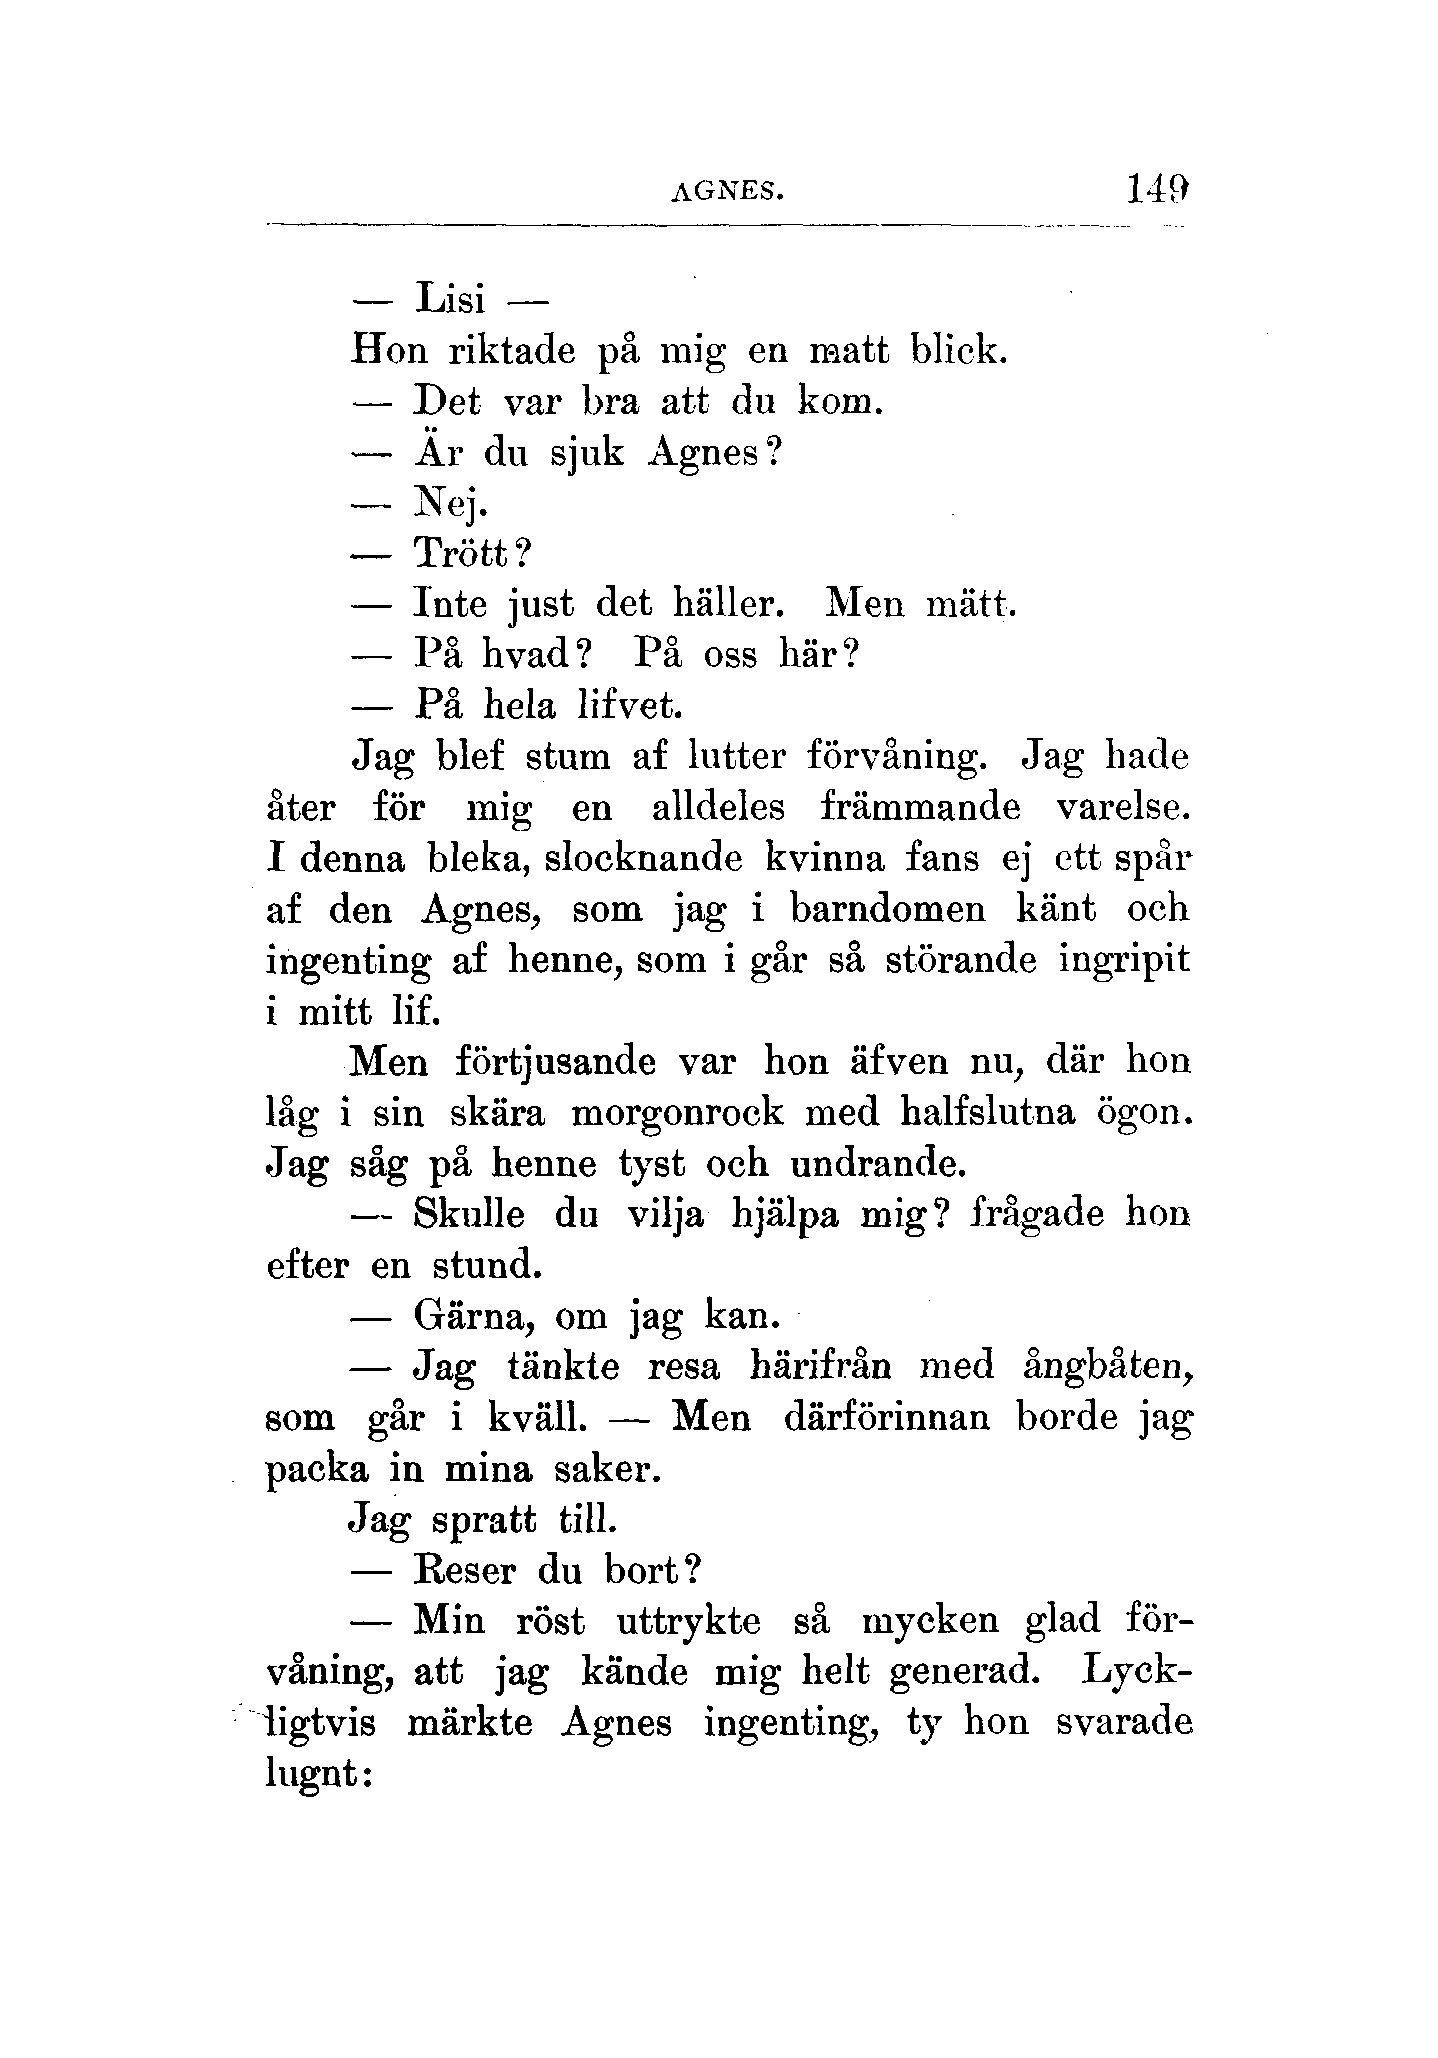 AGNES. 149
— Lisi —
Hon riktade på mig en matt blick.
— Det var bra att du kom.
— Är du sjuk Agnes?
— Nej.
— Trött?
— Inte just det häller. Men mätt.
— På hvad? På oss här?
— På hela lifvet.
Jag blef stum af lutter förvåning. Jag hade
åter för mig en alldeles främmande varelse.
I denna bleka, slocknande kvinna fans ej ett spår
af den Agnes, som jag i barndomen känt och
ingenting af henne, som i går så störande ingripit
i mitt lif.
Men förtjusande var hon äfven nu, där hon
låg i sin skära morgonrock med halfslutna ögon.
Jag såg på henne tyst och undrande.
— Skulle du vilja hjälpa mig? frågade hon
efter en stund.
— Gärna, om jag kan.
— Jag tänkte resa härifrån med ångbåten,
som går i kväll. — Men därförinnan borde jag
packa in mina saker.
Jag spratt till.
— Reser du bort?
— Min röst uttrykte så mycken glad för-
våning, att jag kände mig helt generad. Lyck-
ligtvis märkte Agnes ingenting, ty hon svarade
lugnt: